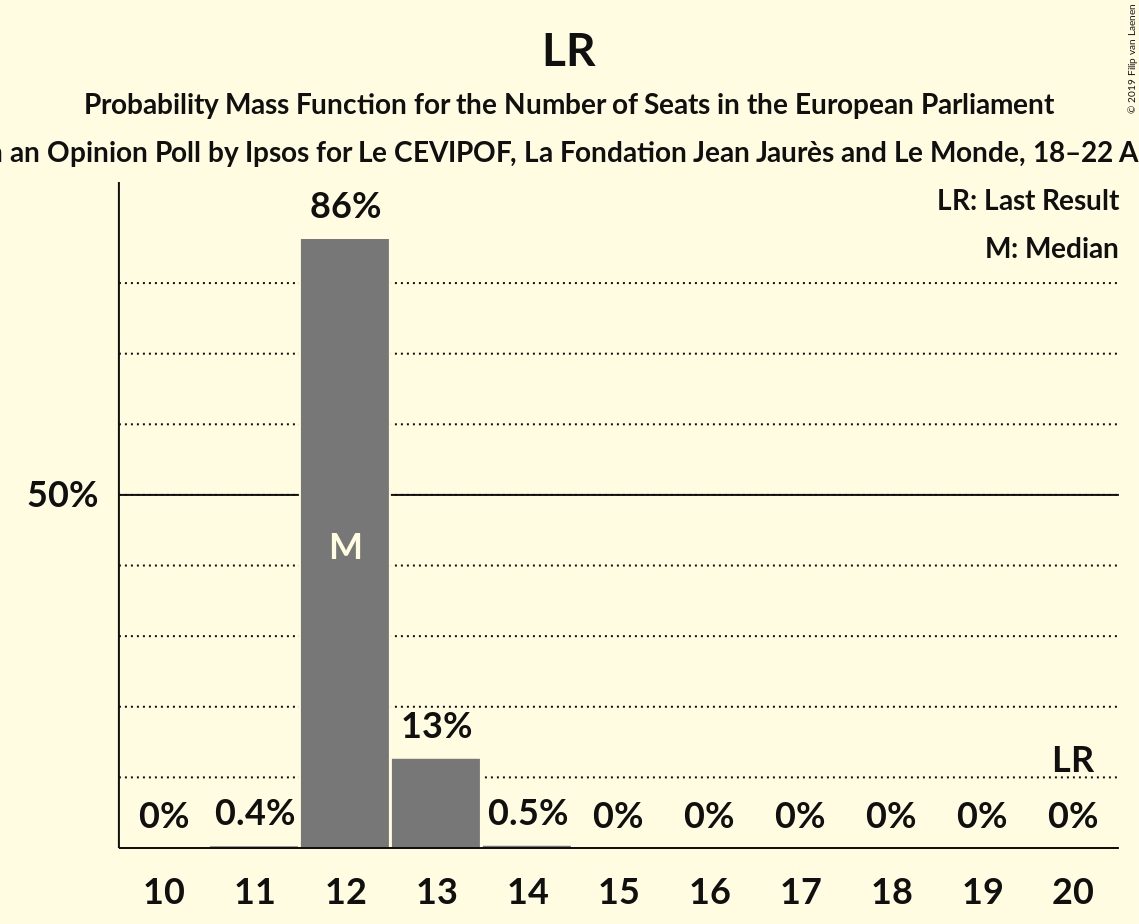 LR
Probability Mass Function for the Number of Seats in the European Parliament
an Opinion Poll by Ipsos for Le CEVIPOF, La Fondation Jean Jaurès and Le Monde, 18–22 A
© 2019 Filip van Laenen
LR: Last Result
M: Median
86%
50%
M
13%
LR
0% 0.4% 0.5% 0% 0% 0% 0% 0% 0%
10 11 12 13 14 15 16 17 18 19 20